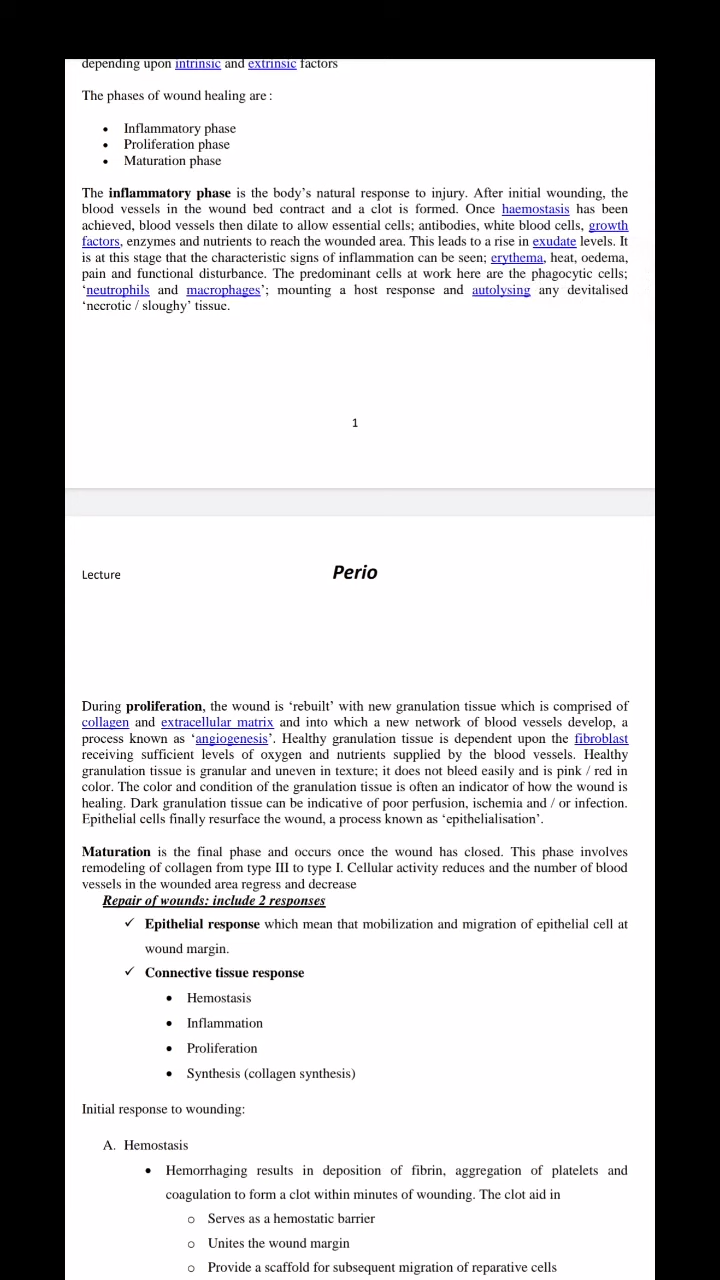 depending upon intrinsic and extrinsic factors
The phases of wound healing are :
• Inflammatory phase
• Proliferation phase
• Maturation phase
The inflammatory phase is the body's natural response to injury. After initial wounding, the
blood vessels in the wound bed contract and a clot is formed. Once haemostasis has been
achieved, blood vessels then dilate to allow essential cells; antibodies, white blood cells, growth
factors, enzymes and nutrients to reach the wounded area. This leads to a rise in exudate levels. It
is at this stage that the characteristic signs of inflammation can be seen; erythema, heat, oedema,
pain and functional disturbance. The predominant cells at work here are the phagocytic cells;
‘neutrophils and macrophages’; mounting a host response and autolysing any devitalised
‘necrotic / sloughy’ tissue.
1
Lecture Perio
During proliferation, the wound is ‘rebuilt’ with new granulation tissue which is comprised of
collagen and extracellular matrix and into which a new network of blood vessels develop, a
process known as ‘angiogenesis’. Healthy granulation tissue is dependent upon the fibroblast
receiving sufficient levels of oxygen and nutrients supplied by the blood vessels. Healthy
granulation tissue is granular and uneven in texture; it does not bleed easily and is pink / red in
color. The color and condition of the granulation tissue is often an indicator of how the wound is
healing. Dark granulation tissue can be indicative of poor perfusion, ischemia and / or infection.
Epithelial cells finally resurface the wound, a process known as ‘epithelialisation’.
Maturation is the final phase and occurs once the wound has closed. This phase involves
remodeling of collagen from type III to type I. Cellular activity reduces and the number of blood
vessels in the wounded area regress and decrease
Repair of wounds: include 2 responses
✓ Epithelial response which mean that mobilization and migration of epithelial cell at
wound margin.
✓ Connective tissue response
• Hemostasis
• Inflammation
• Proliferation
• Synthesis (collagen synthesis)
Initial response to wounding:
A. Hemostasis
• Hemorrhaging results in deposition of fibrin, aggregation of platelets and
coagulation to form a clot within minutes of wounding. The clot aid in
o Serves as a hemostatic barrier
o Unites the wound margin
o Provide a scaffold for subsequent migration of reparative cells